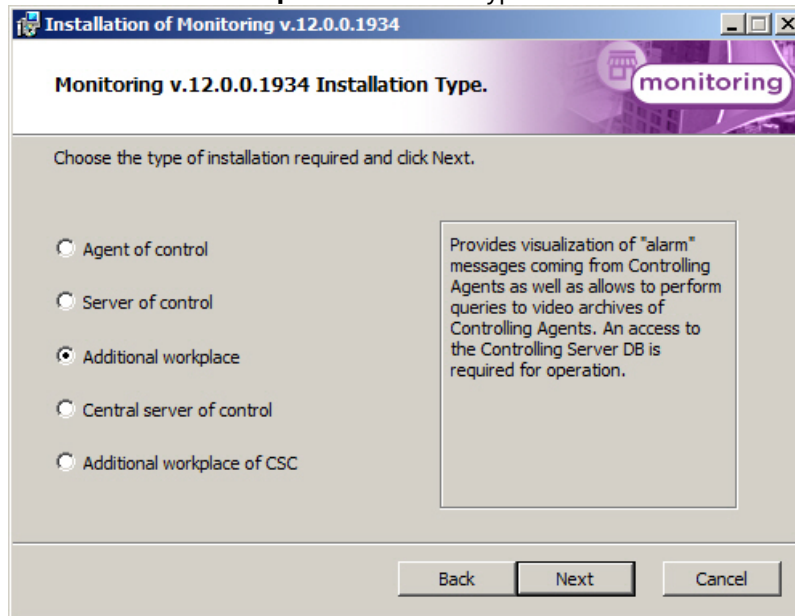 Installation of Monitoring v.12.0.0.1934
Monitoring v.12.0.0.1934 Installation Type.
monitoring
Choose the type of installation required and click Next.
Agent of control
Server of control
Additional workplace
Central server of control
Additional workplace of CSC
Provides visualization of "alarm"
messages coming from Controlling
Agents as well as allows to perform
queries to video archives of
Controlling Agents. An access to
the Controlling Server DB is
required for operation.
Back
Next
Cancel